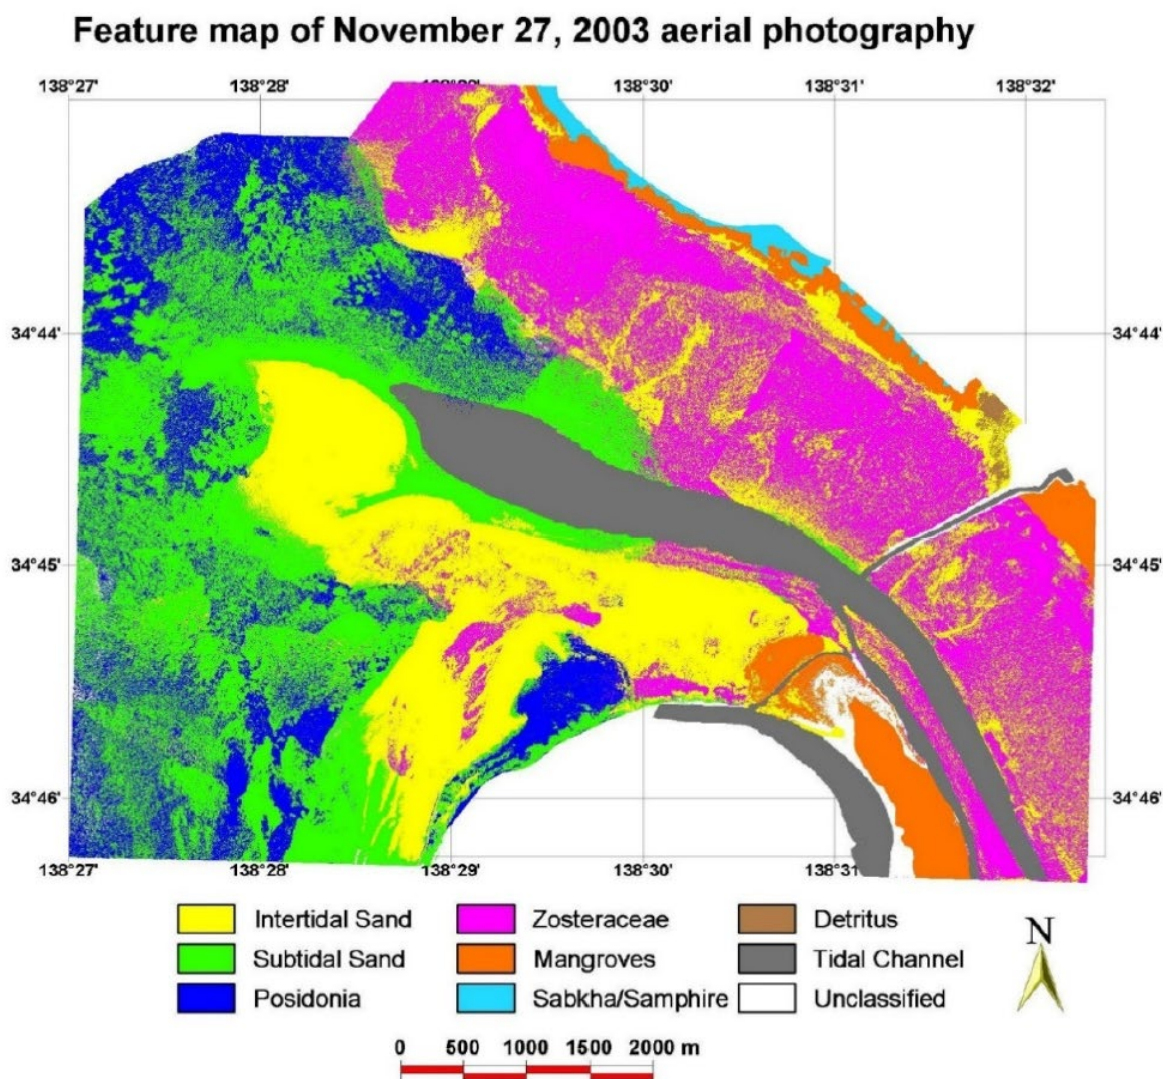 Feature map of November 27, 2003 aerial photography
138°27' 138°28' 138°30' 138°31' 138°32'
34°44' 34°44'
34°45' 34°45'
34°46' 34°46'
138°27' 138°28' 138°29' 138°30' 138°31'
Intertidal Sand Zosteraceae Detritus
Subtidal Sand Mangroves Tidal Channel
Posidonia Sabkha/Samphire Unclassified
N
0 500 1000 1500 2000 m